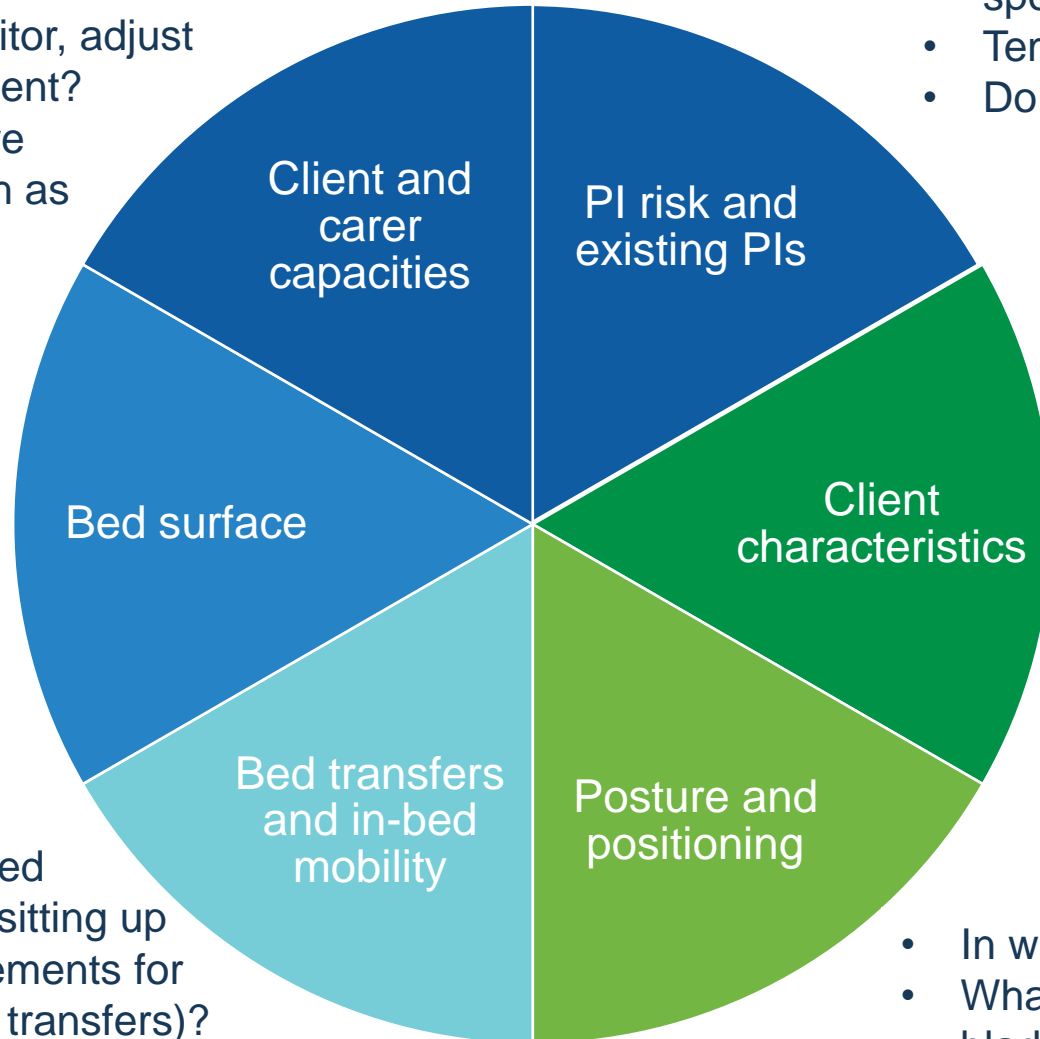 itor, adjust
ent?
e
n as
• Ter
• Do
Client and
carer
capacities
PI risk and
existing PIs
Bed surface
Client
characteristics
Bed transfers
and in-bed
mobility
Posture and
positioning
ed
sitting up
ements for
transfers)?
• In w
• Wha